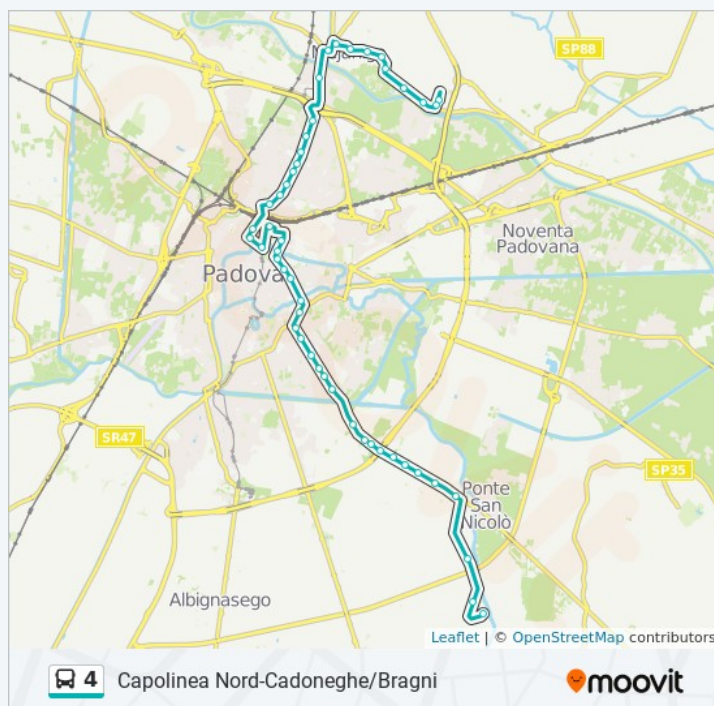 SP88
Noventa
Padovana
Padova
SR47
SP35
Ponte
San
Nicolò
Albignasego
Leaflet | © OpenStreetMap contributors
4 Capolinea Nord-Cadoneghe/Bragni
moovit